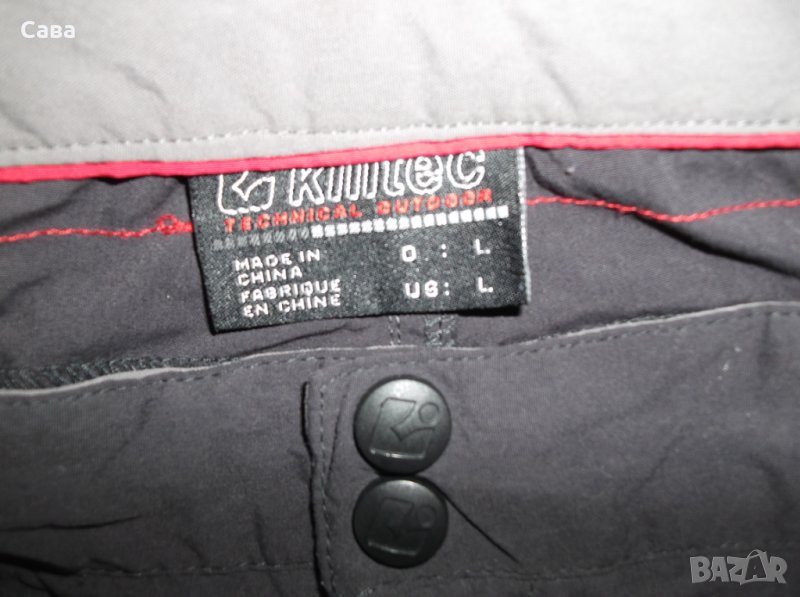 Сава
killtec
TECHNICAL OUTDOOR
MADE IN
CHINA
FABRIQUE
EN CHINE
D : L
US: L
BAZAR